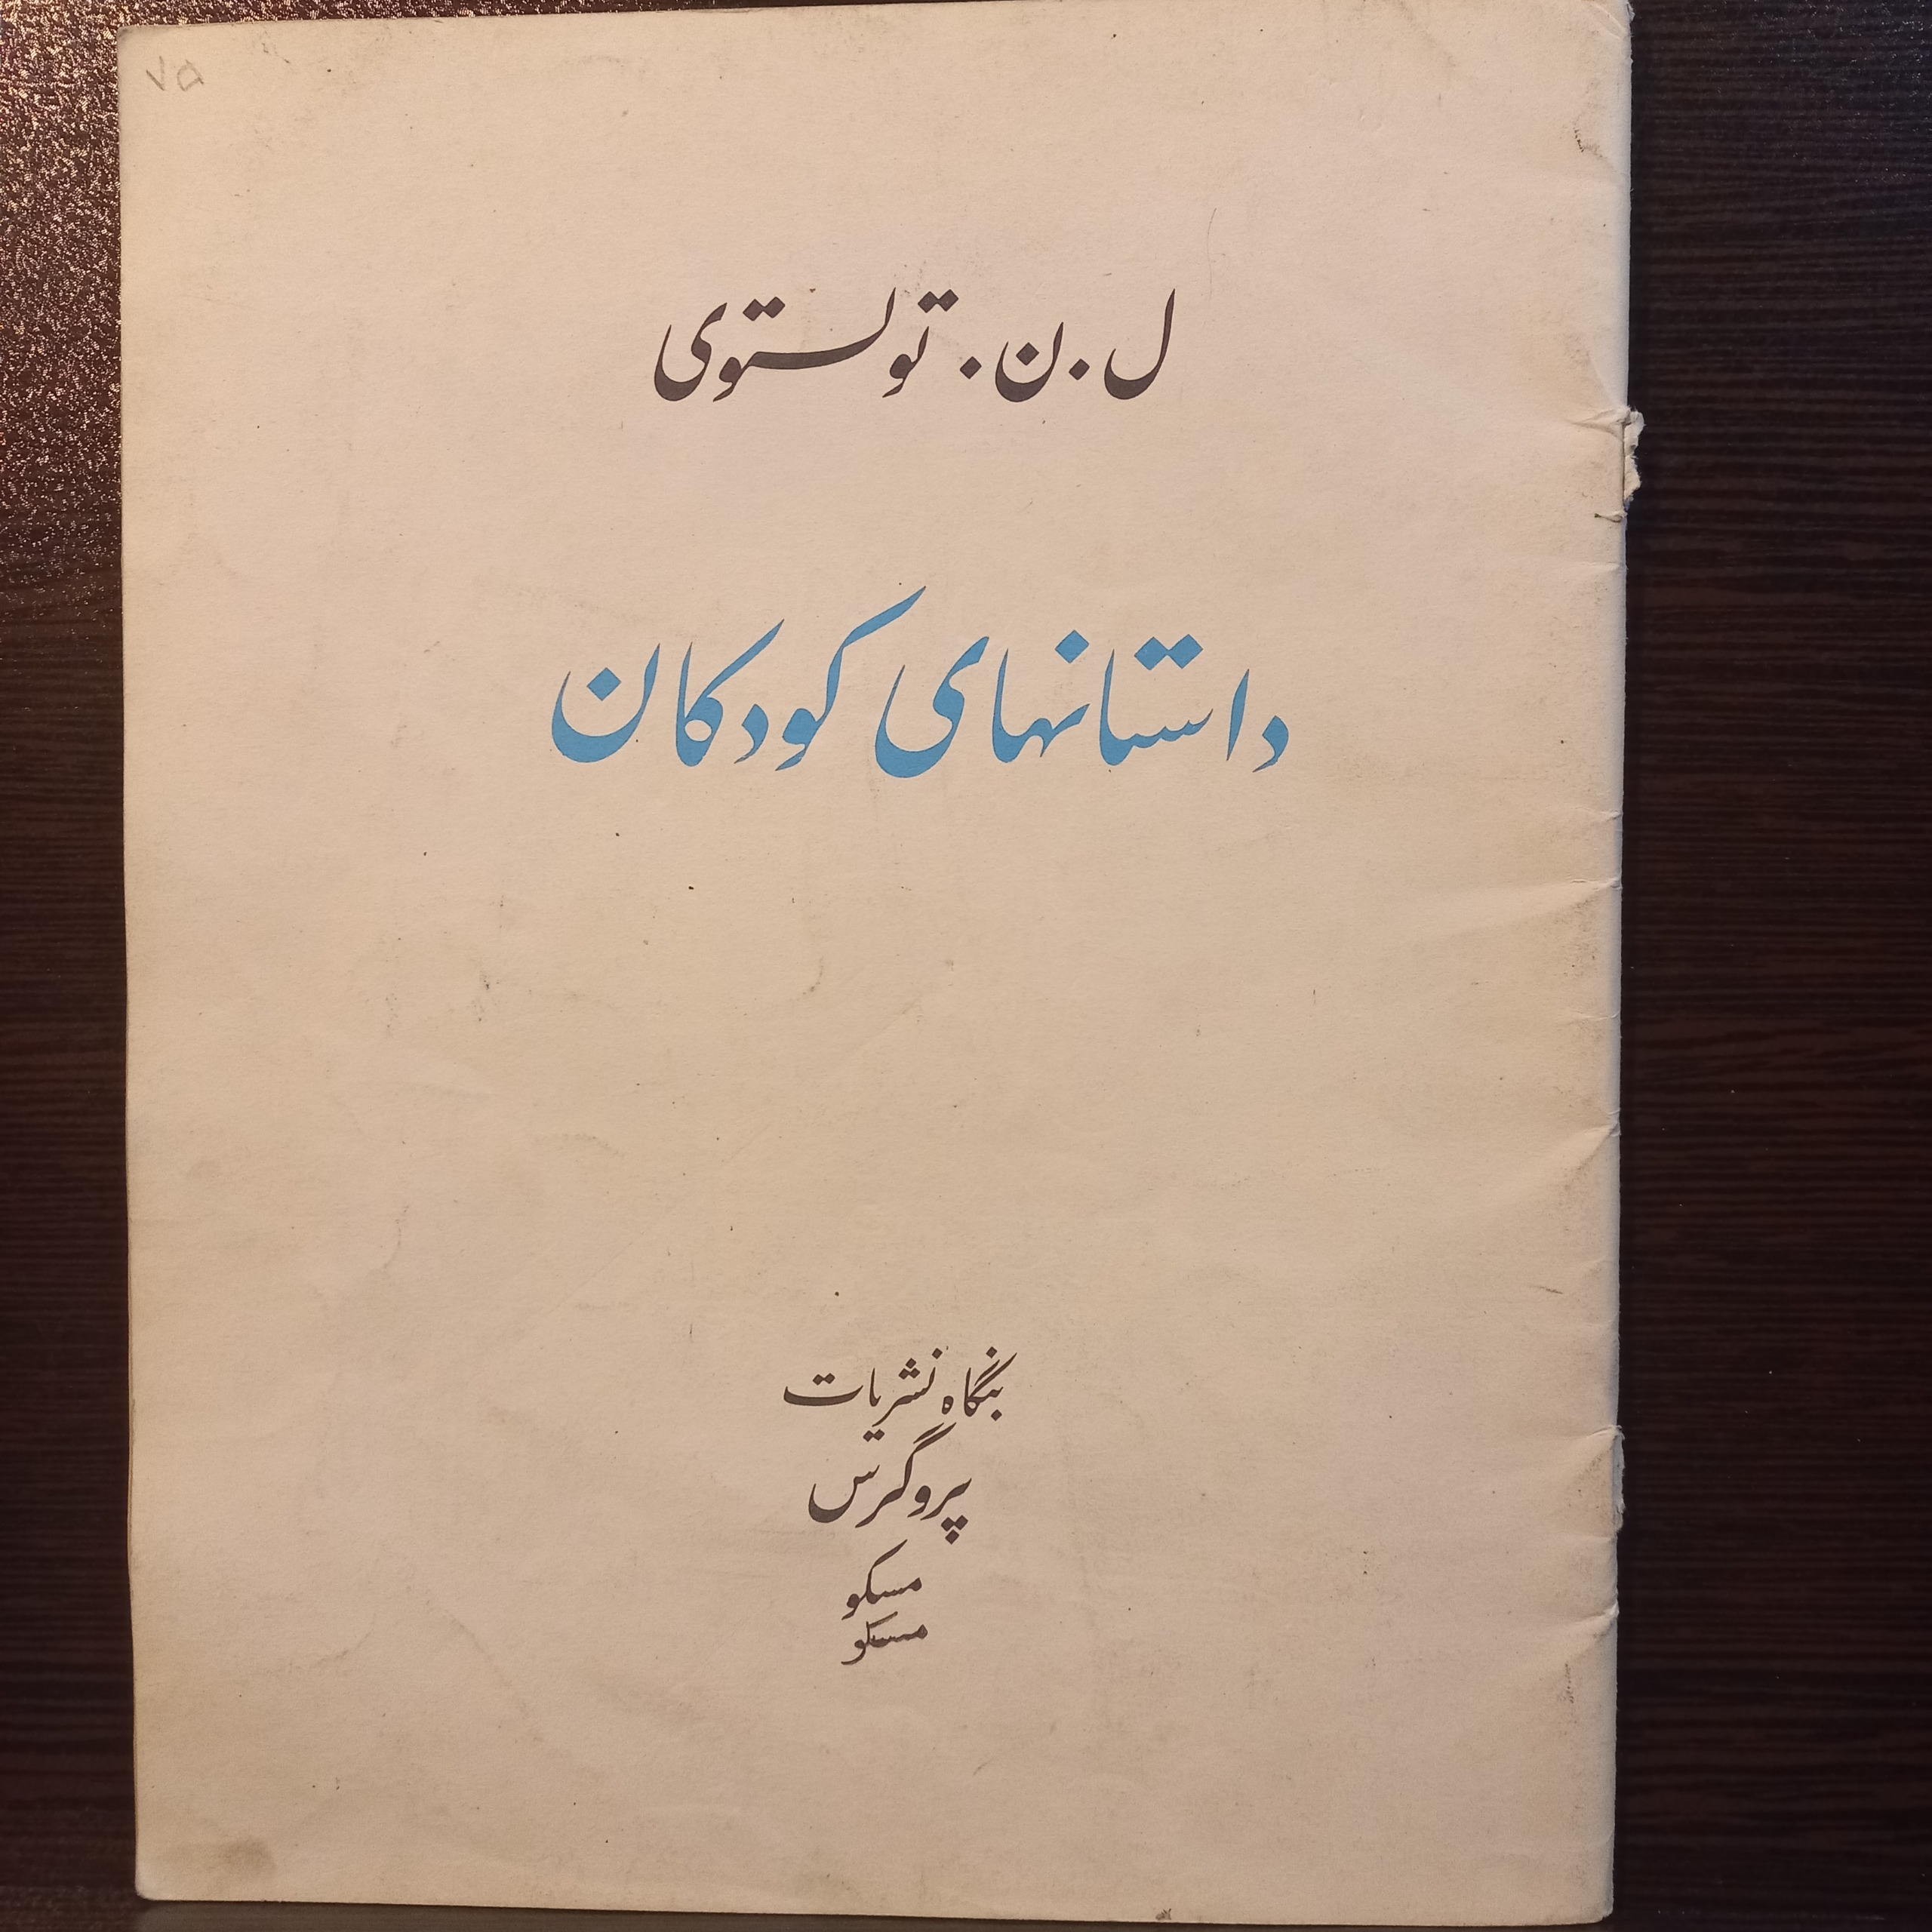 ۷۵
ل. ن. تولستوی
داستانهای کودکان
بنگاه نشریات
پروگرس
مسکو
مسکو